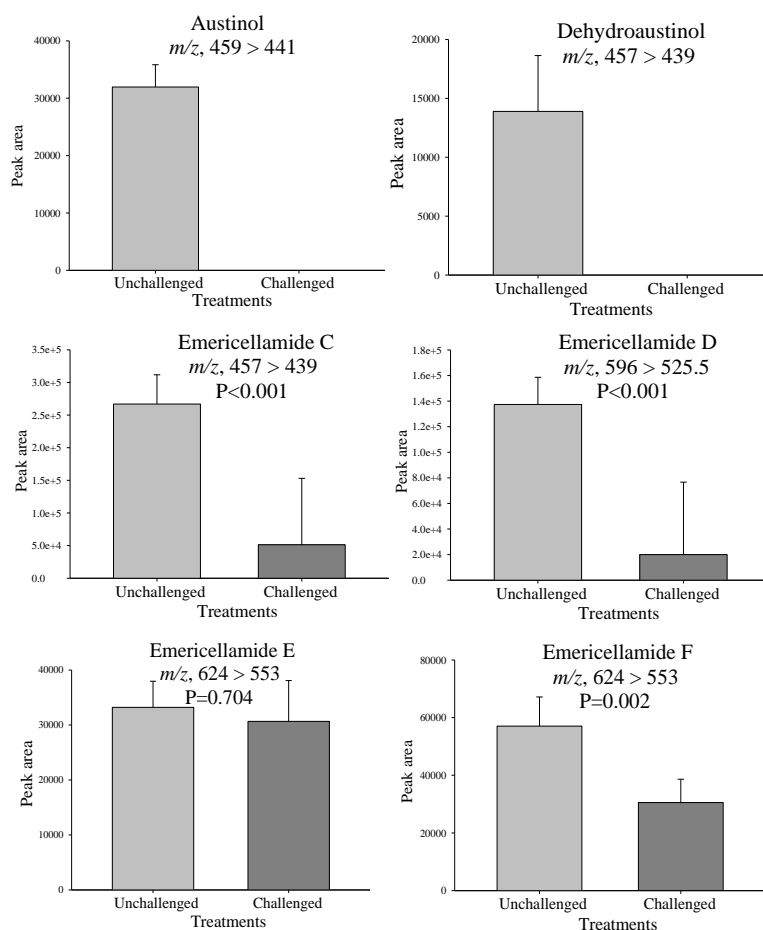 Austinol
m/z, 459 > 441
40000
30000
20000
10000
0
Peak area
Unchallenged Challenged
Treatments
Dehydroaustinol
m/z, 457 > 439
20000
15000
10000
5000
0
Peak area
Unchallenged Challenged
Treatments
Emericellamide C
m/z, 457 > 439
P<0.001
3.5e+5
3.0e+5
2.5e+5
2.0e+5
1.5e+5
1.0e+5
5.0e+4
0.0
Peak area
Unchallenged Challenged
Treatments
Emericellamide D
m/z, 596 > 525.5
P<0.001
1.8e+5
1.6e+5
1.4e+5
1.2e+5
1.0e+5
8.0e+4
6.0e+4
4.0e+4
2.0e+4
0.0
Peak area
Unchallenged Challenged
Treatments
Emericellamide E
m/z, 624 > 553
P=0.704
40000
30000
20000
10000
0
Peak area
Unchallenged Challenged
Treatments
Emericellamide F
m/z, 624 > 553
P=0.002
80000
60000
40000
20000
0
Peak area
Unchallenged Challenged
Treatments